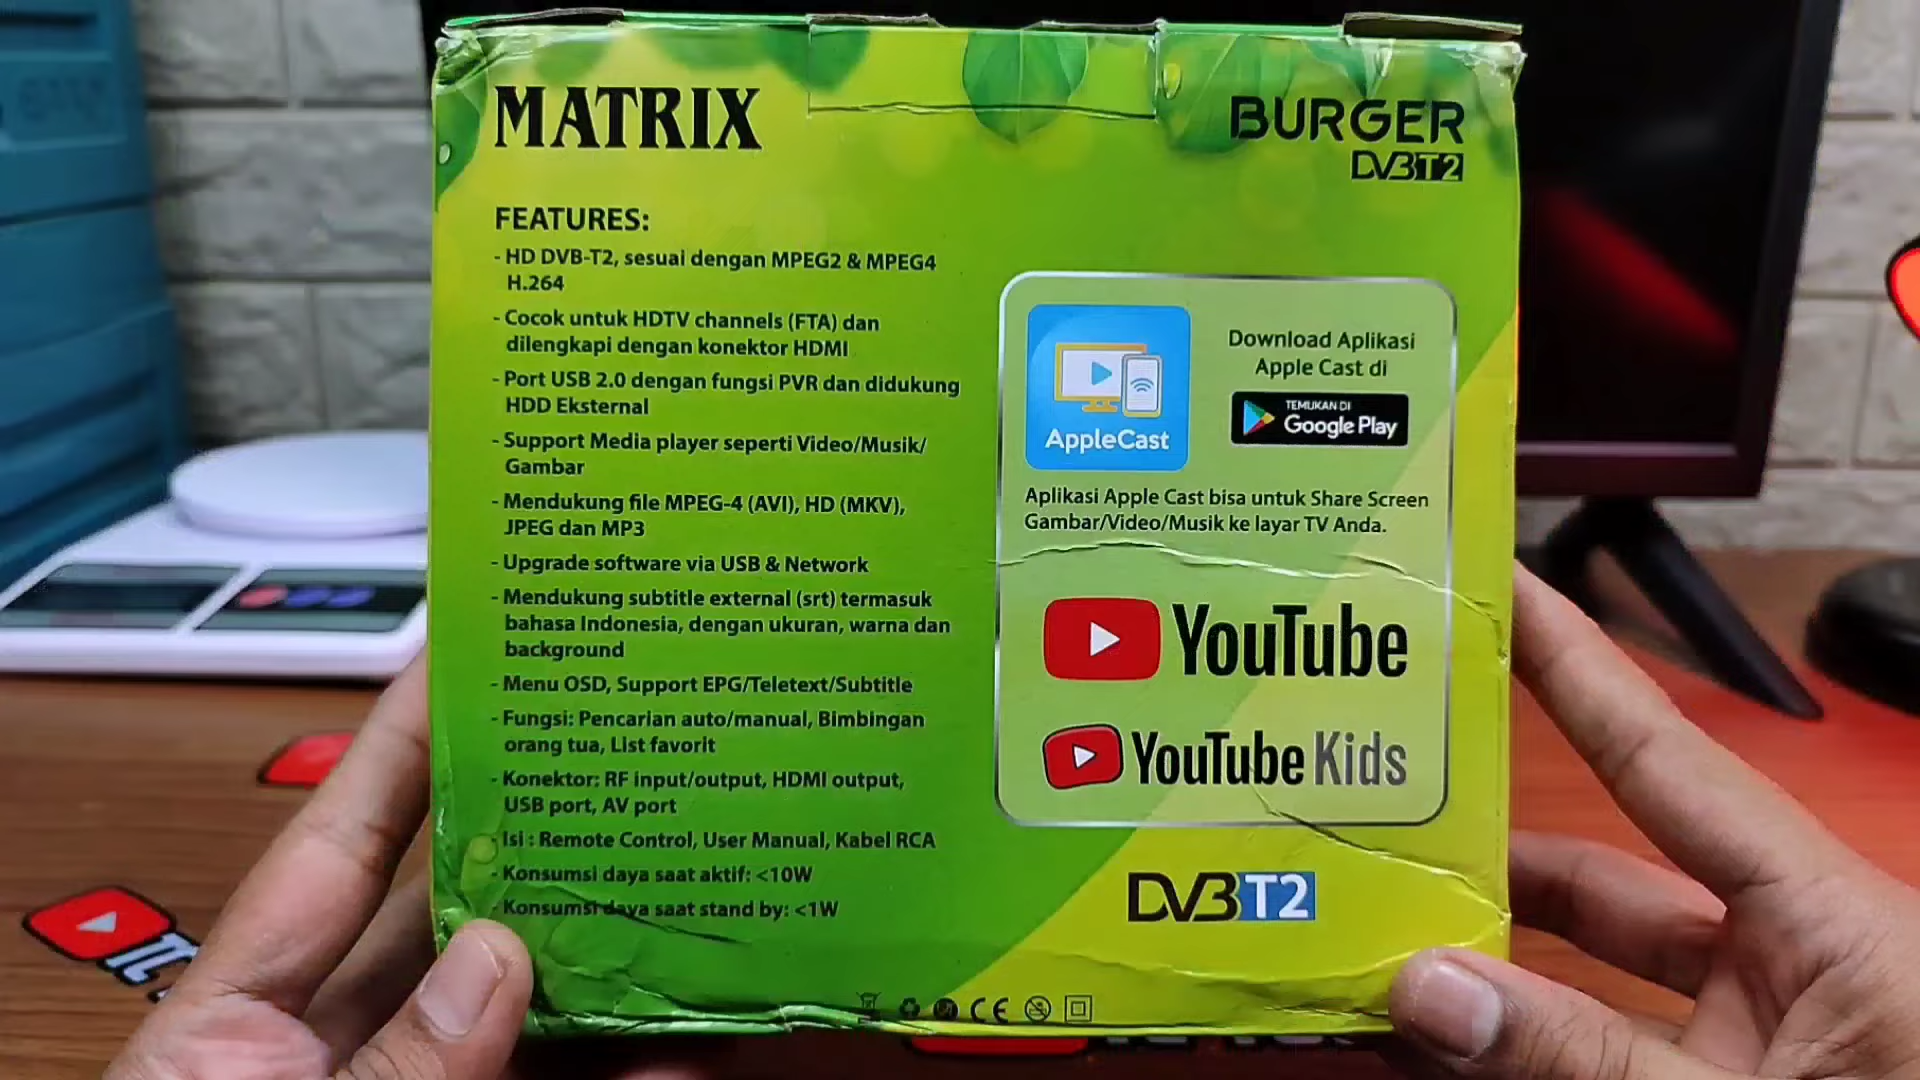 MATRIX
BURGER
DVB T2
FEATURES:
- HD DVB-T2, sesuai dengan MPEG2 & MPEG4
H.264
- Cocok untuk HDTV channels (FTA) dan
dilengkapi dengan konektor HDMI
- Port USB 2.0 dengan fungsi PVR dan didukung
HDD Eksternal
- Support Media player seperti Video/Musik/
Gambar
- Mendukung file MPEG-4 (AVI), HD (MKV),
JPEG dan MP3
- Upgrade software via USB & Network
- Mendukung subtitle external (srt) termasuk
bahasa Indonesia, dengan ukuran, warna dan
background
- Menu OSD, Support EPG/Teletext/Subtitle
- Fungsi: Pencarian auto/manual, Bimbingan
orang tua, List favorit
- Konektor: RF input/output, HDMI output,
USB port, AV port
- Isi : Remote Control, User Manual, Kabel RCA
- Konsumsi daya saat aktif: <10W
- Konsumsi daya saat stand by: <1W
AppleCast
Download Aplikasi
Apple Cast di
TEMUKAN DI
Google Play
Aplikasi Apple Cast bisa untuk Share Screen
Gambar/Video/Musik ke layar TV Anda.
YouTube
YouTube Kids
DVB T2
CE